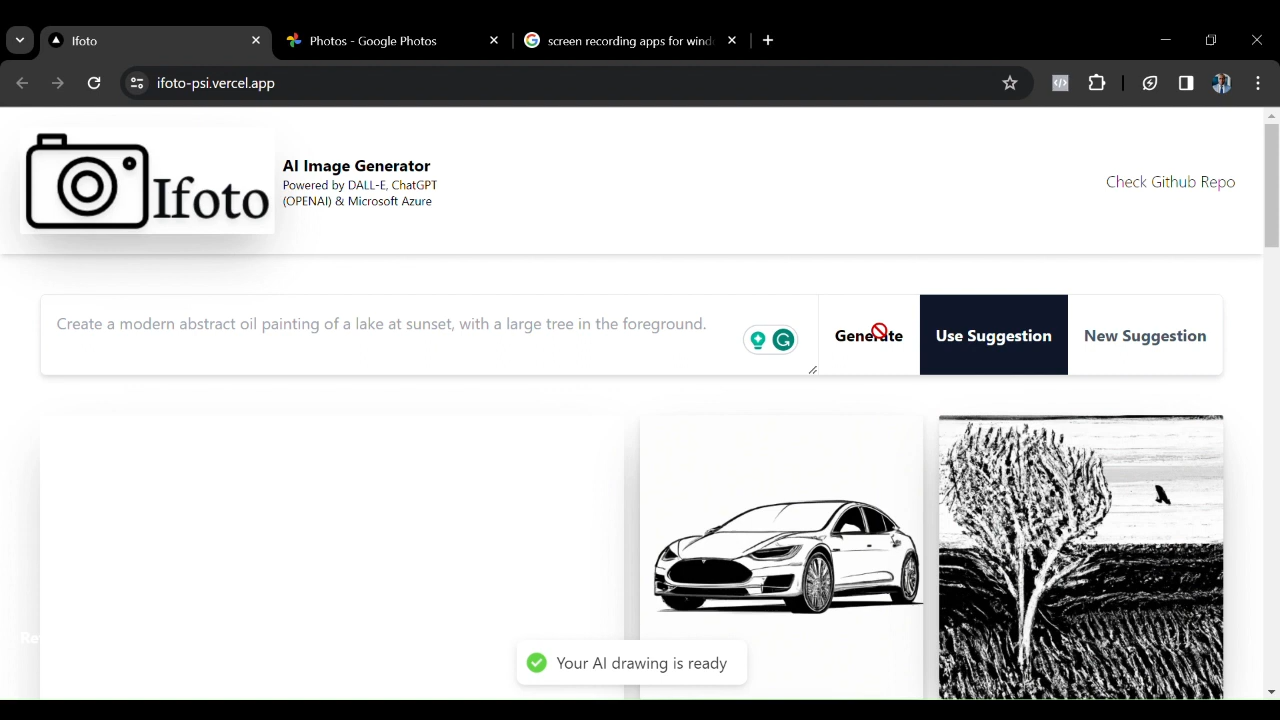 Ifoto
Photos - Google Photos
screen recording apps for wind
ifoto-psi.vercel.app
Ifoto
AI Image Generator
Powered by DALL-E, ChatGPT
(OPENAI) & Microsoft Azure
Check Github Repo
Create a modern abstract oil painting of a lake at sunset, with a large tree in the foreground.
Generate
Use Suggestion
New Suggestion
Your AI drawing is ready